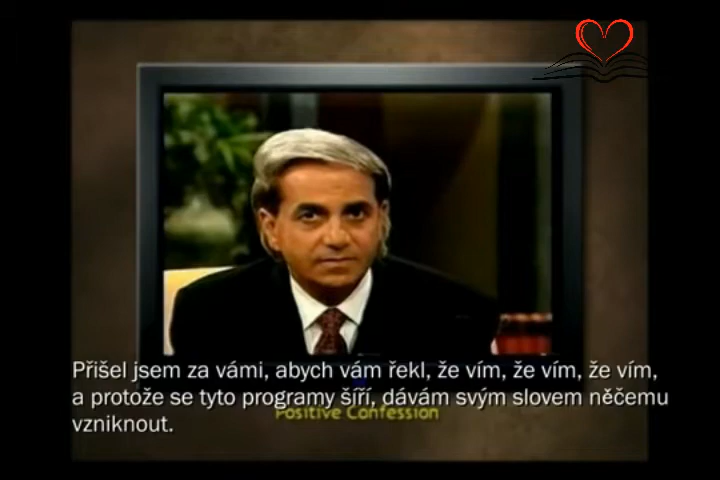 Přišel jsem za vámi, abych vám řekl, že vím, že vím, že vím,
a protože se tyto programy šíří, dávám svým slovem něčemu
vzniknout.
Positive Confession